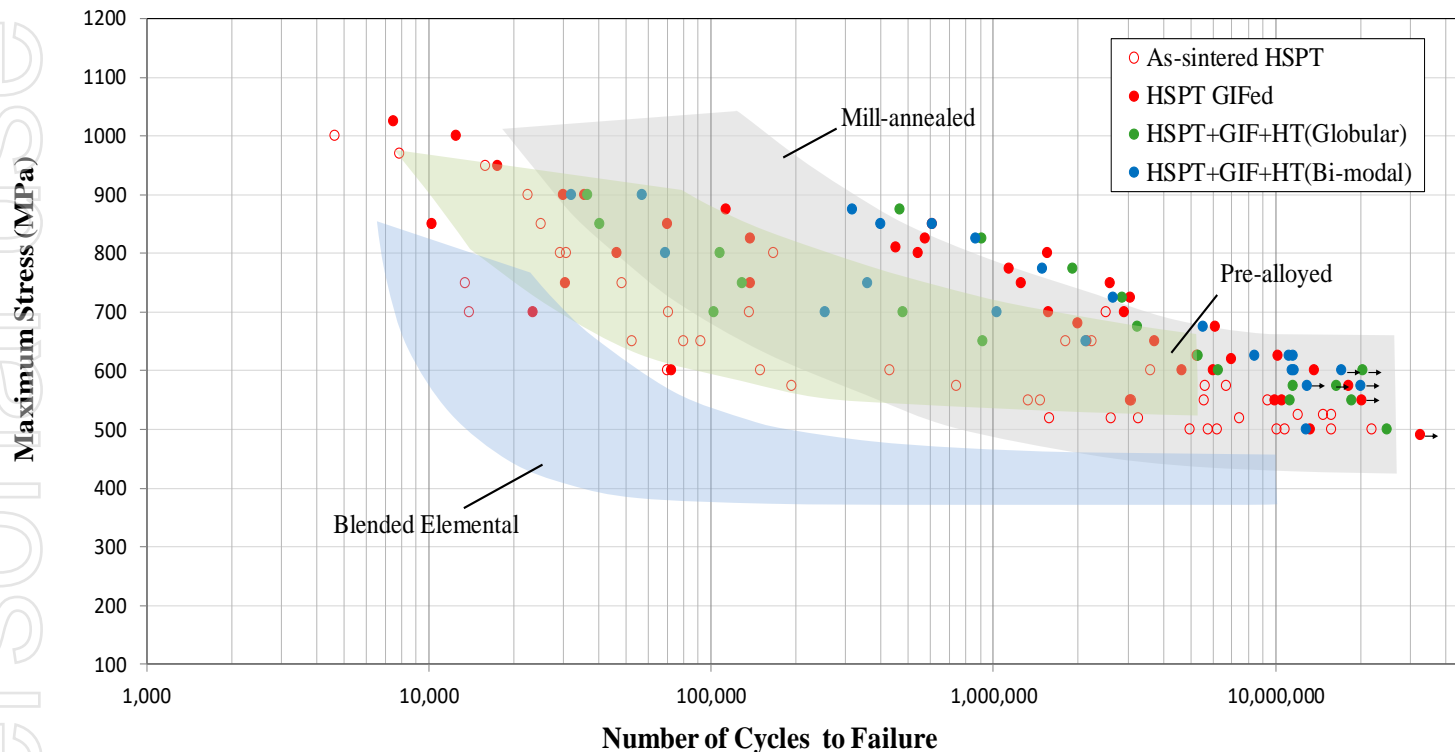 1200
1100
1000
900
800
700
600
500
400
300
200
100
Maximum Stress (MPa)
As-sintered HSPT
HSPT GIFed
HSPT+GIF+HT(Globular)
HSPT+GIF+HT(Bi-modal)
Mill-annealed
Pre-alloyed
Blended Elemental
1,000
10,000
100,000
1,000,000
10,000,000
Number of Cycles to Failure